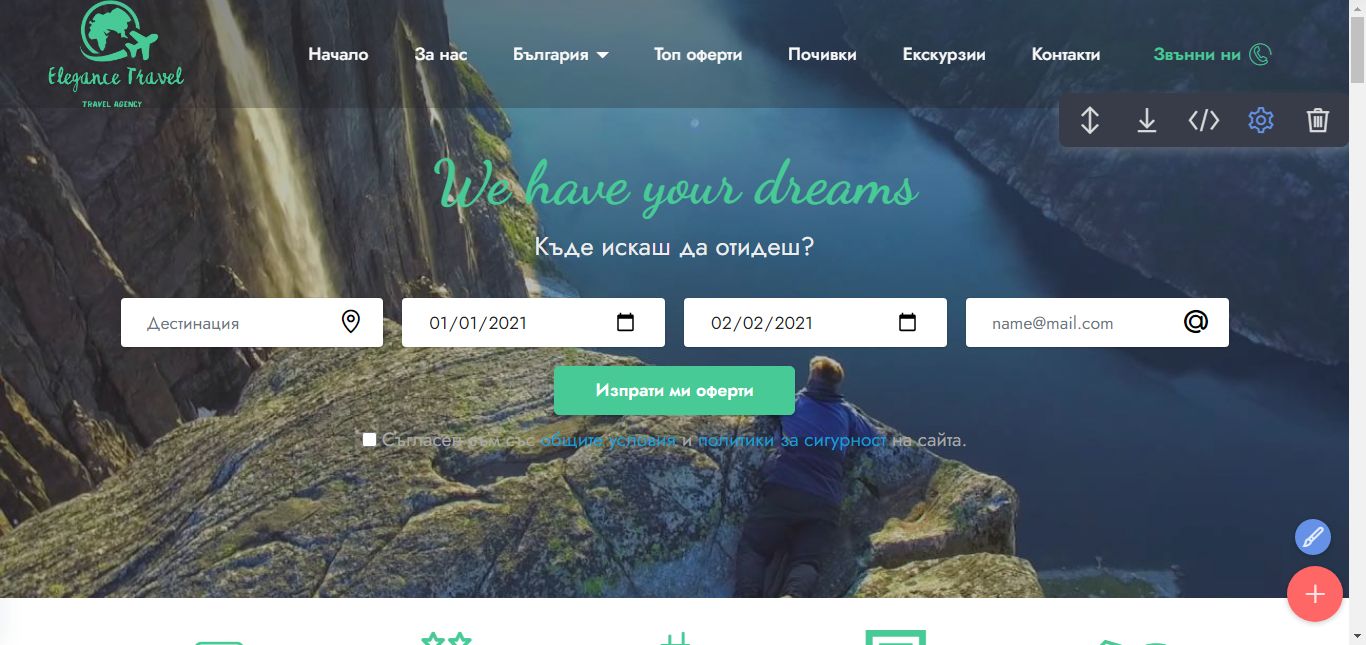 Elegance Travel
TRAVEL AGENCY
Начало За нас България Топ оферти Почивки Екскурзии Контакти Звънни ни
We have your dreams
Къде искаш да отидеш?
Дестинация 01/01/2021 02/02/2021 name@mail.com @
Изпрати ми оферти
Съгласен съм със общите условия и политики за сигурност на сайта.